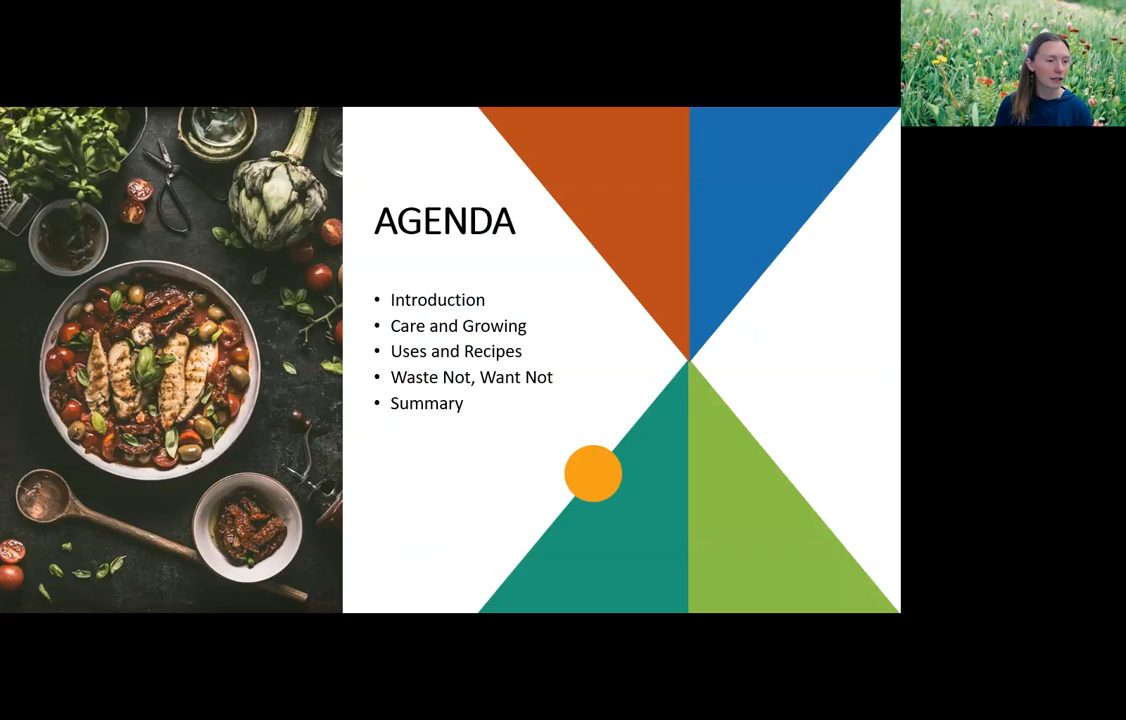 AGENDA
• Introduction
• Care and Growing
• Uses and Recipes
• Waste Not, Want Not
• Summary